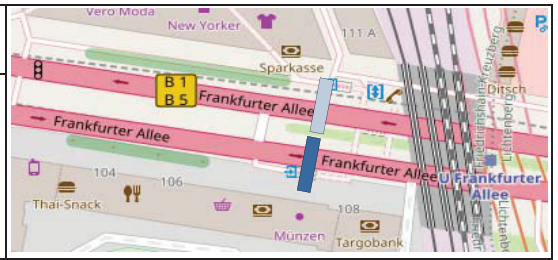 Vero Moda
New Yorker
111 A
Sparkasse
Ditsch
B 1
B 5
Frankfurter Allee
Frankfurter Allee
Frankfurter Allee
Friedrichshain-Kreuzberg
Lichtenberg
U Frankfurter
Allee
104
106
Thai-Snack
108
Münzen
Targobank
Lichtenberg